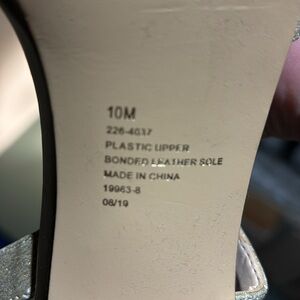 10M
226-4037
PLASTIC UPPER
BONDED LEATHER SOLE
MADE IN CHINA
19963-8
08/19